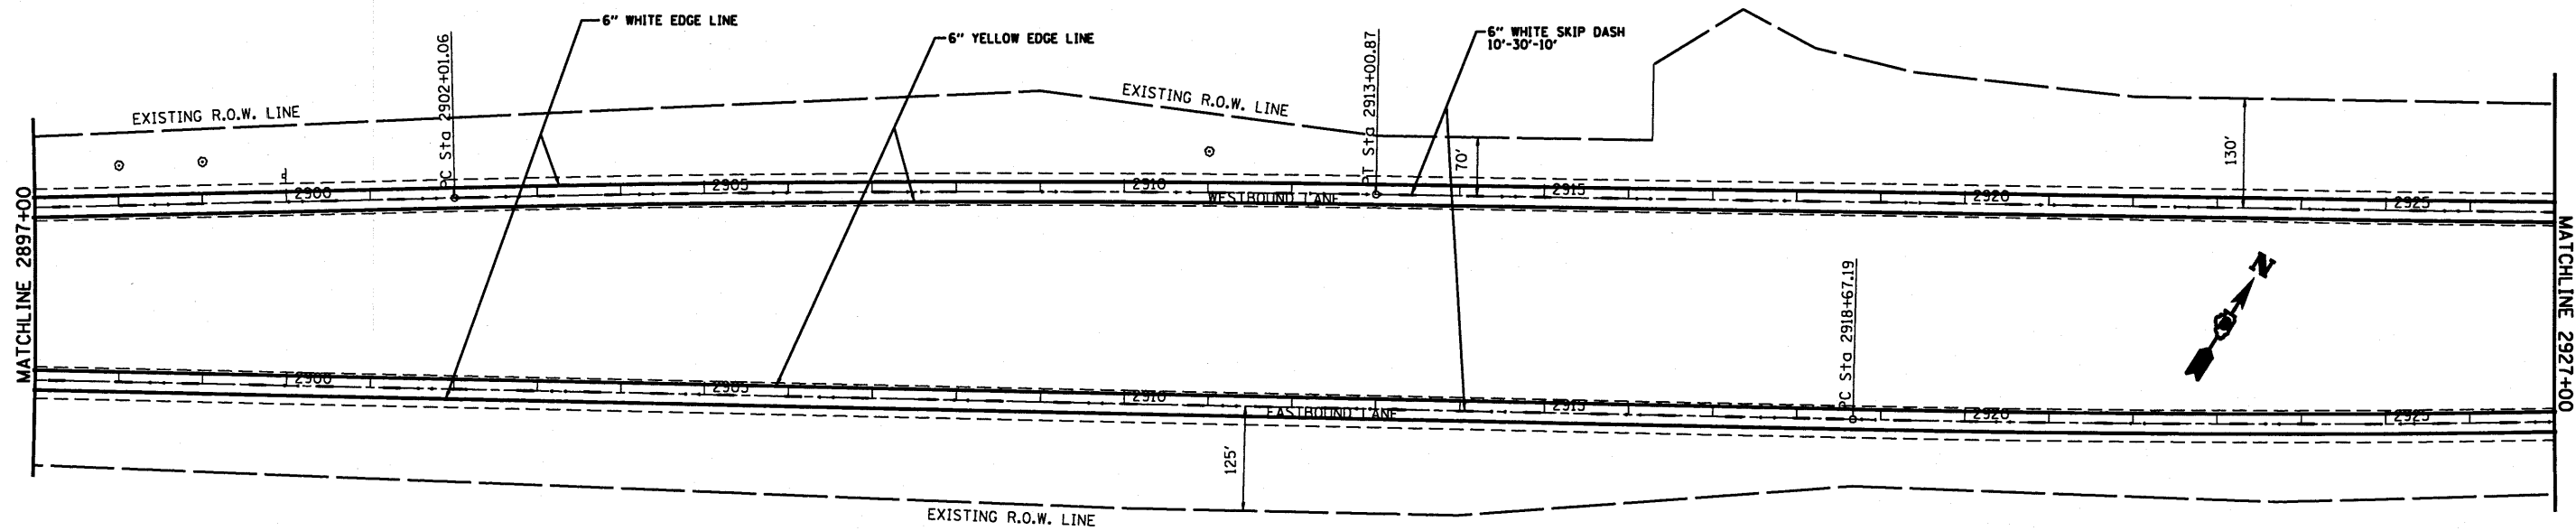 6" WHITE EDGE LINE
6" YELLOW EDGE LINE
6" WHITE SKIP DASH
10'-30'-10'
EXISTING R.O.W. LINE
EXISTING R.O.W. LINE
PC Sta 2902+01.06
PT Sta 2913+00.87
70'
130'
2900
2905
2910
2915
2920
2925
WESTBOUND LANE
MATCHLINE 2897+00
MATCHLINE 2927+00
N
PC Sta 2918+67.19
2900
2905
2910
2915
2920
2925
EASTBOUND LANE
125'
EXISTING R.O.W. LINE